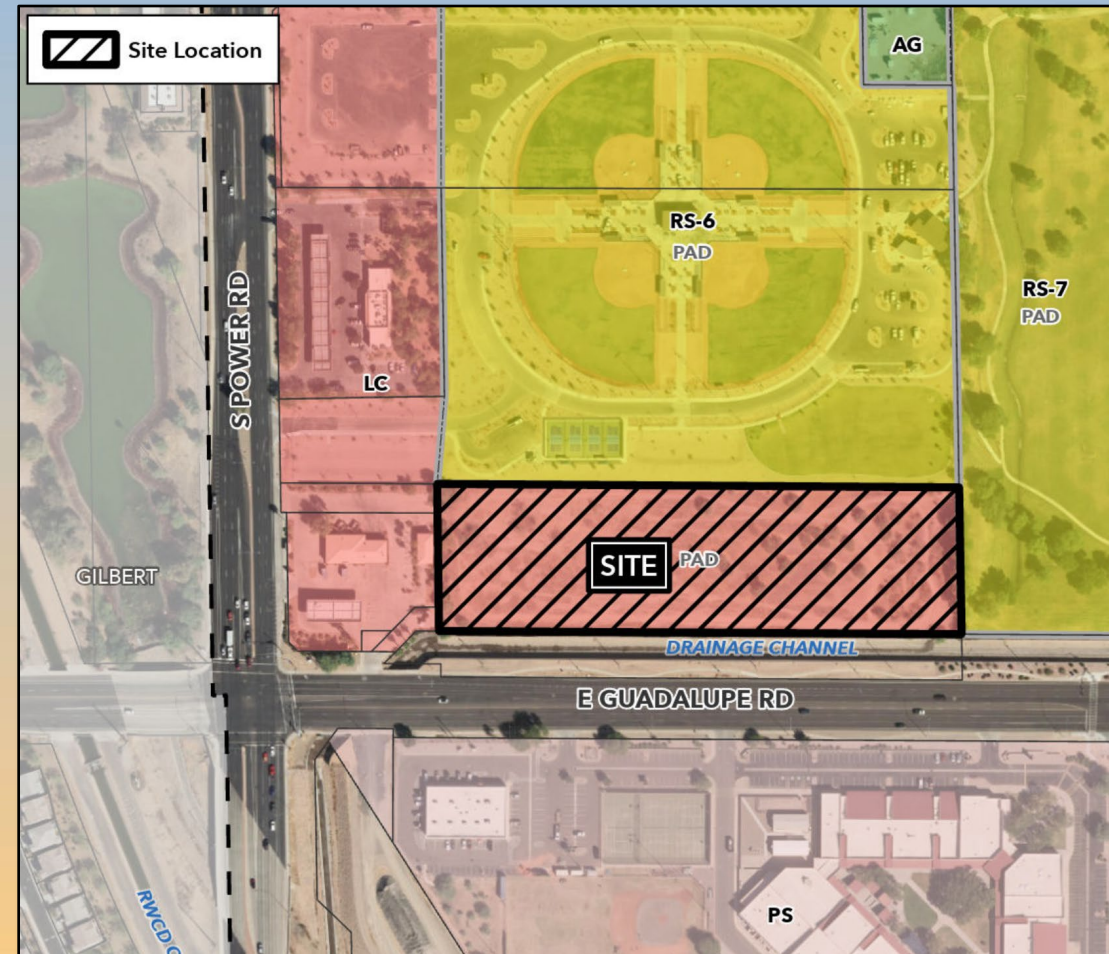 Site Location
AG
S POWER RD
RS-6
PAD
RS-7
PAD
LC
GILBERT
SITE
PAD
DRAINAGE CHANNEL
E GUADALUPE RD
RWCD
PS